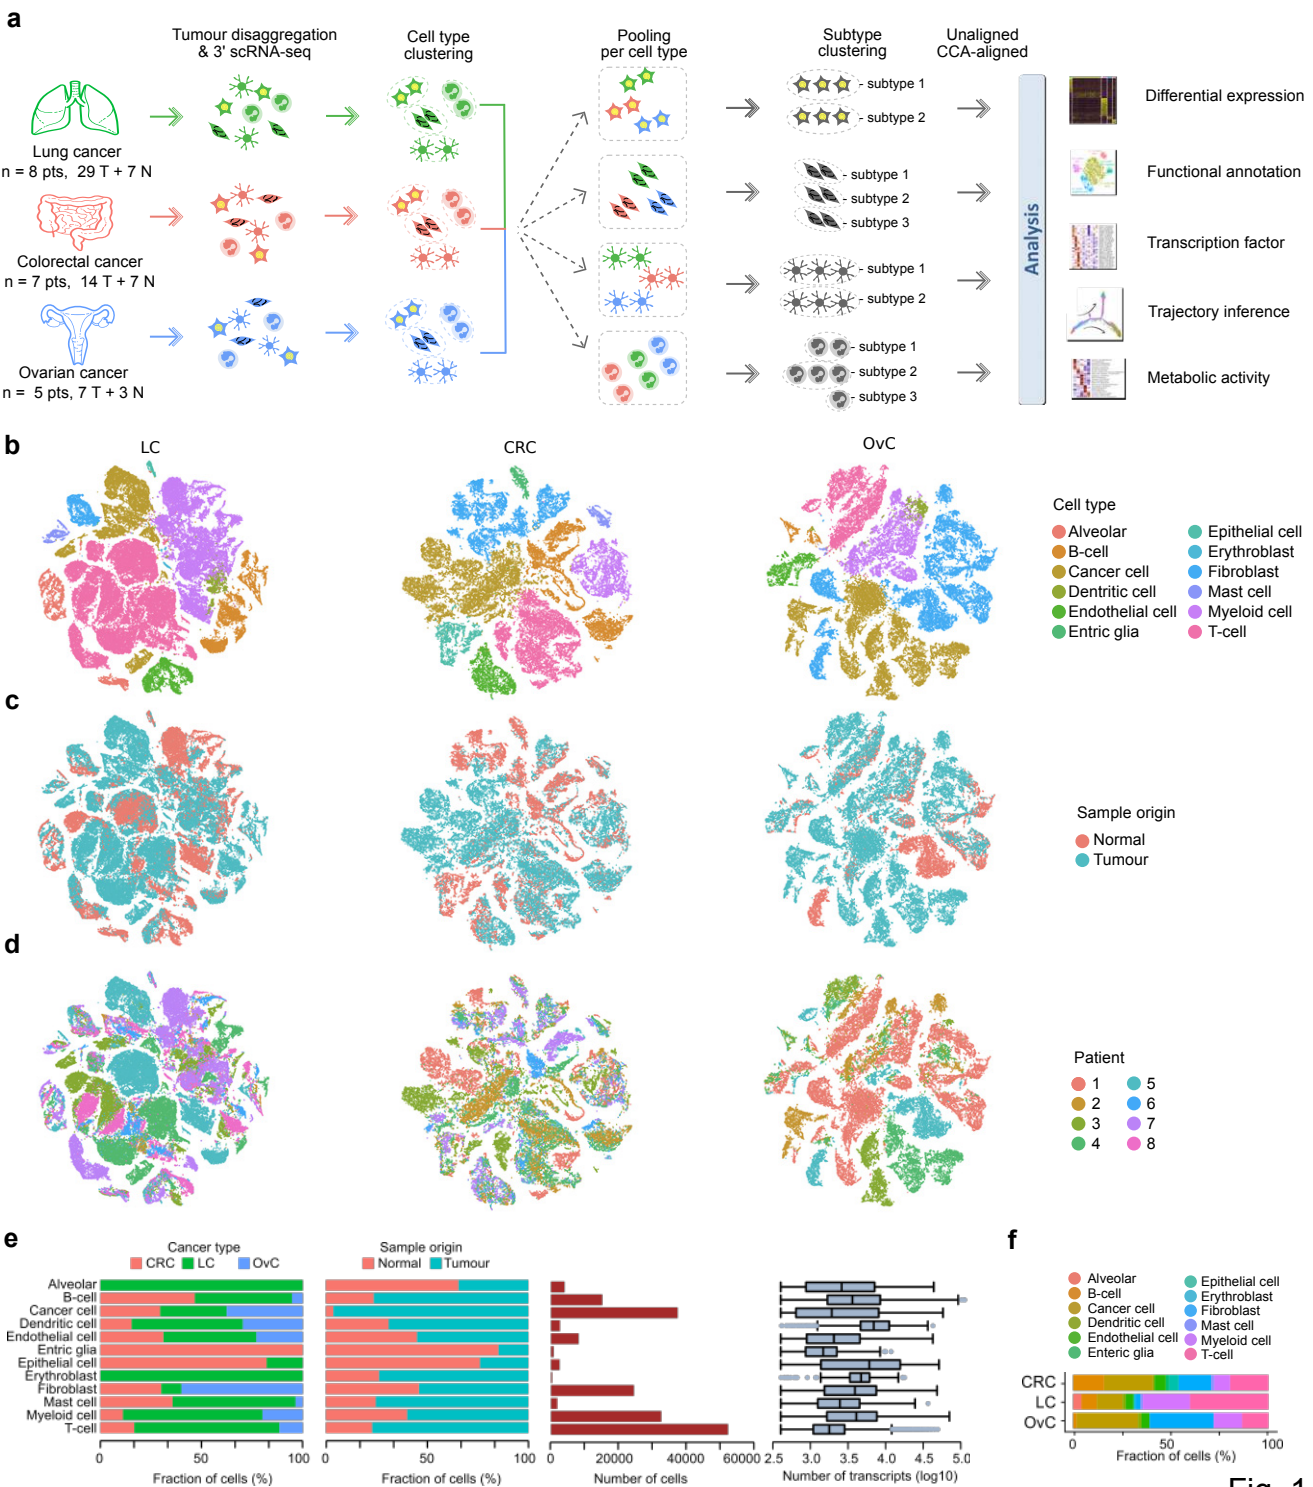 a
Tumour disaggregation
& 3' scRNA-seq
Cell type
clustering
Pooling
per cell type
Subtype
clustering
Unaligned
CCA-aligned
Lung cancer
n = 8 pts, 29 T + 7 N
Colorectal cancer
n = 7 pts, 14 T + 7 N
Ovarian cancer
n = 5 pts, 7 T + 3 N
subtype 1
subtype 2
subtype 1
subtype 2
subtype 3
subtype 1
subtype 2
subtype 1
subtype 2
subtype 3
Analysis
Differential expression
Functional annotation
Transcription factor
Trajectory inference
Metabolic activity
b
LC
CRC
OvC
Cell type
Alveolar
B-cell
Cancer cell
Dentritic cell
Endothelial cell
Entric glia
Epithelial cell
Erythroblast
Fibroblast
Mast cell
Myeloid cell
T-cell
c
Sample origin
Normal
Tumour
d
Patient
1
2
3
4
5
6
7
8
e
Cancer type
CRC LC OvC
Sample origin
Normal Tumour
Alveolar
B-cell
Cancer cell
Dendritic cell
Endothelial cell
Enteric glia
Epithelial cell
Erythroblast
Fibroblast
Mast cell
Myeloid cell
T-cell
0 50 100
Fraction of cells (%)
0 50 100
Fraction of cells (%)
0 20000 40000 60000
Number of cells
2.5 3.0 3.5 4.0 4.5 5.0
Number of transcripts (log10)
f
Alveolar
B-cell
Cancer cell
Dendritic cell
Endothelial cell
Enteric glia
Epithelial cell
Erythroblast
Fibroblast
Mast cell
Myeloid cell
T-cell
CRC
LC
OvC
0 50 100
Fraction of cells (%)
Fig. 1